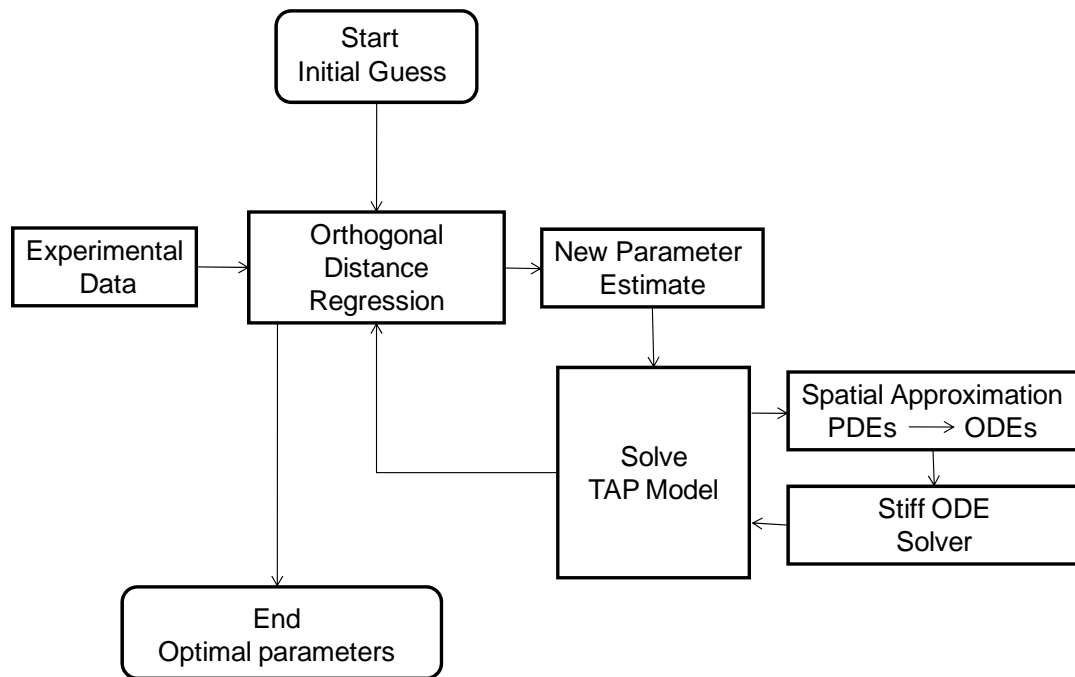 Start
Initial Guess
Experimental
Data
Orthogonal
Distance
Regression
New Parameter
Estimate
Solve
TAP Model
Spatial Approximation
PDEs ⟶ ODEs
Stiff ODE
Solver
End
Optimal parameters